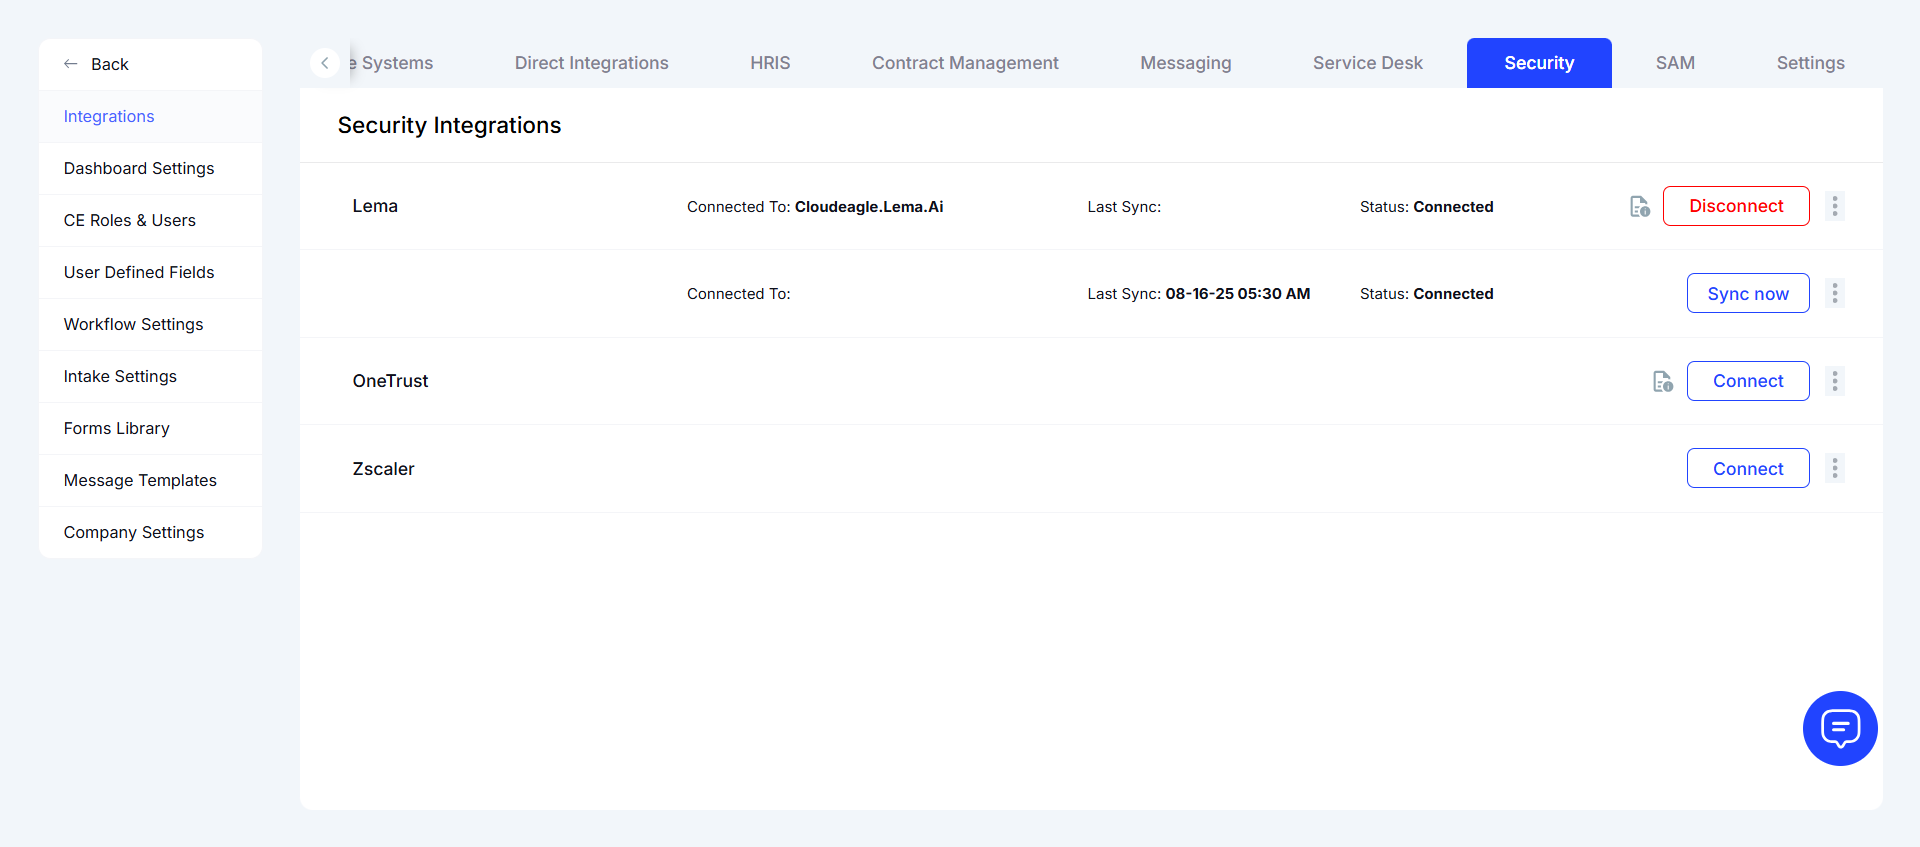 Back
Integrations
Dashboard Settings
CE Roles & Users
User Defined Fields
Workflow Settings
Intake Settings
Forms Library
Message Templates
Company Settings
e Systems Direct Integrations HRIS Contract Management Messaging Service Desk Security SAM Settings
Security Integrations
Lema Connected To: Cloudeagle.Lema.Ai Last Sync: Status: Connected Disconnect
Connected To: Last Sync: 08-16-25 05:30 AM Status: Connected Sync now
OneTrust Connect
Zscaler Connect